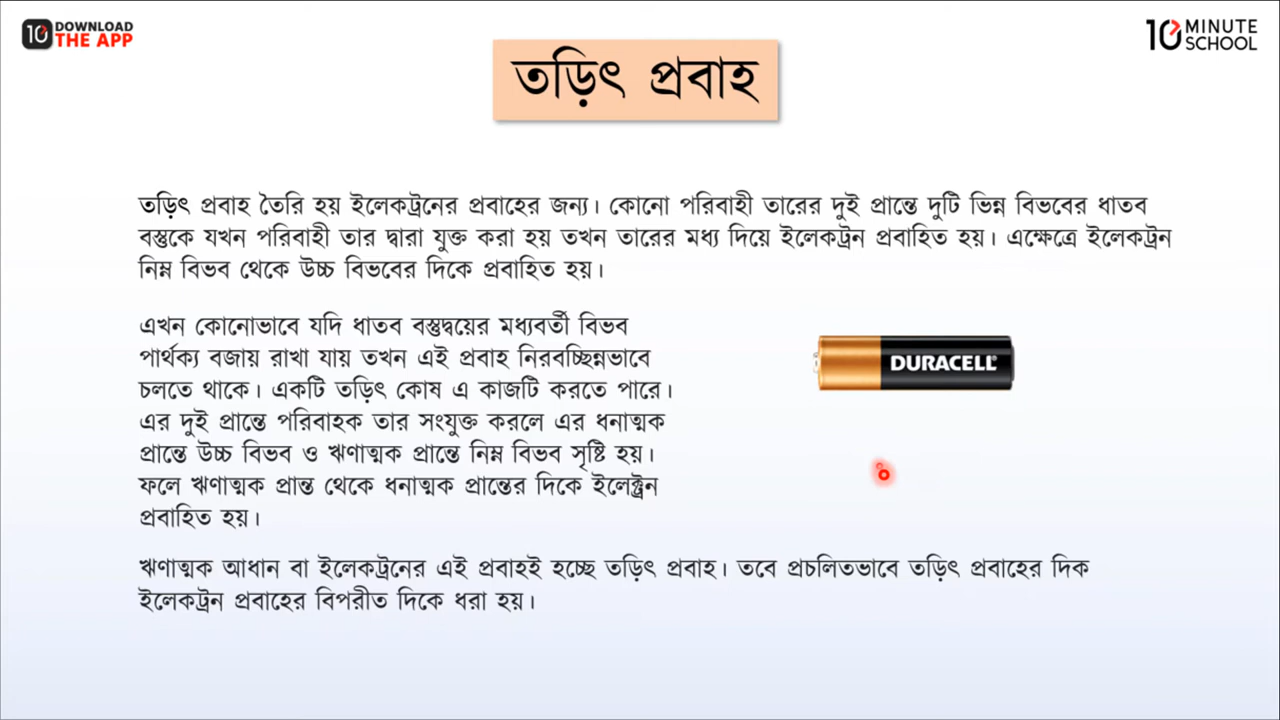 DOWNLOAD
THE APP
10 MINUTE
SCHOOL
তড়িৎ প্রবাহ
তড়িৎ প্রবাহ তৈরি হয় ইলেকট্রনের প্রবাহের জন্য। কোনো পরিবাহী তারের দুই প্রান্তে দুটি ভিন্ন বিভবের ধাতব
বস্তুকে যখন পরিবাহী তার দ্বারা যুক্ত করা হয় তখন তারের মধ্য দিয়ে ইলেকট্রন প্রবাহিত হয়। এক্ষেত্রে ইলেকট্রন
নিম্ন বিভব থেকে উচ্চ বিভবের দিকে প্রবাহিত হয়।
এখন কোনোভাবে যদি ধাতব বস্তুদ্বয়ের মধ্যবর্তী বিভব
পার্থক্য বজায় রাখা যায় তখন এই প্রবাহ নিরবচ্ছিন্নভাবে
চলতে থাকে। একটি তড়িৎ কোষ এ কাজটি করতে পারে।
এর দুই প্রান্তে পরিবাহক তার সংযুক্ত করলে এর ধনাত্মক
প্রান্তে উচ্চ বিভব ও ঋণাত্মক প্রান্তে নিম্ন বিভব সৃষ্টি হয়।
ফলে ঋণাত্মক প্রান্ত থেকে ধনাত্মক প্রান্তের দিকে ইলেক্ট্রন
প্রবাহিত হয়।
DURACELL®
ঋণাত্মক আধান বা ইলেকট্রনের এই প্রবাহই হচ্ছে তড়িৎ প্রবাহ। তবে প্রচলিতভাবে তড়িৎ প্রবাহের দিক
ইলেকট্রন প্রবাহের বিপরীত দিকে ধরা হয়।